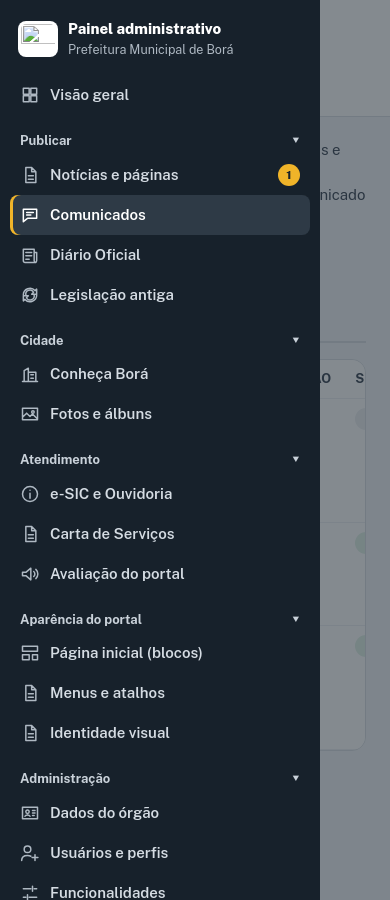 Painel administrativo
Prefeitura Municipal de Borá
Visão geral
Publicar
Notícias e páginas
1
s e
Comunicados
nicado
Diário Oficial
Legislação antiga
Cidade
Conheça Borá
ÃO S
Fotos e álbuns
Atendimento
e-SIC e Ouvidoria
Carta de Serviços
Avaliação do portal
Aparência do portal
Página inicial (blocos)
Menus e atalhos
Identidade visual
Administração
Dados do órgão
Usuários e perfis
Funcionalidades